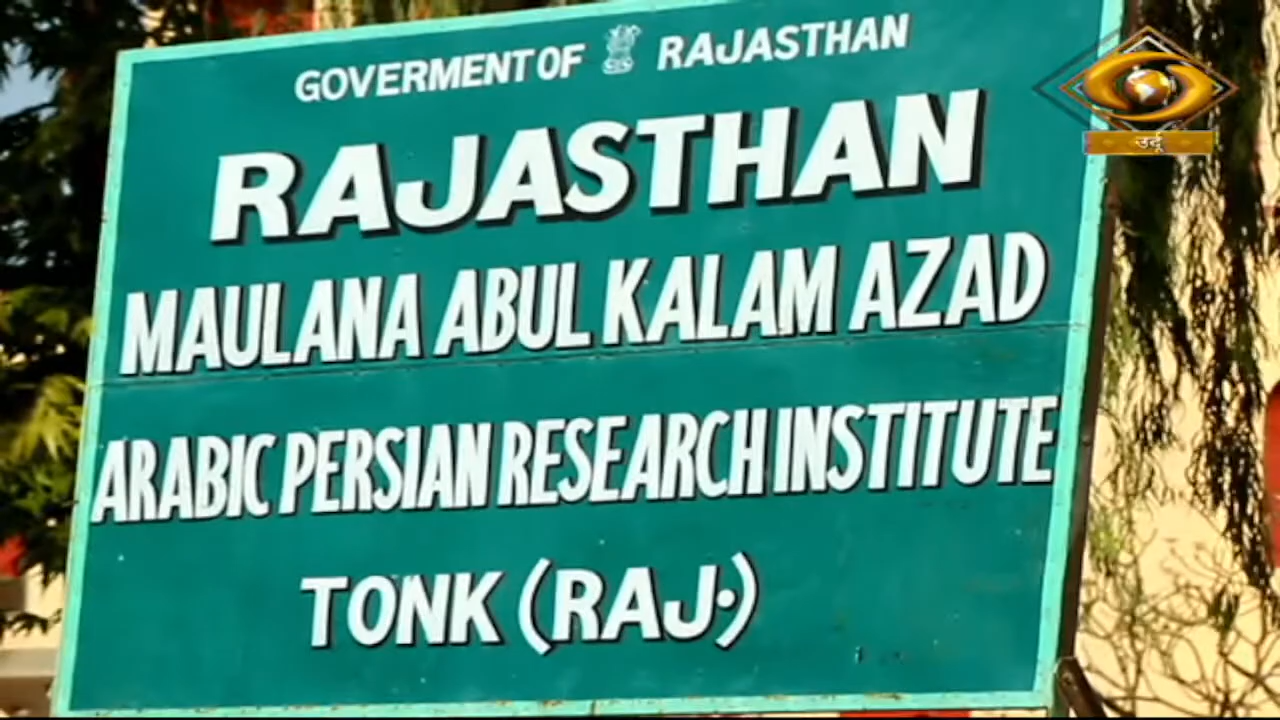 GOVERMENT OF RAJASTHAN
RAJASTHAN
MAULANA ABUL KALAM AZAD
ARABIC PERSIAN RESEARCH INSTITUTE
TONK (RAJ.)
उर्दू